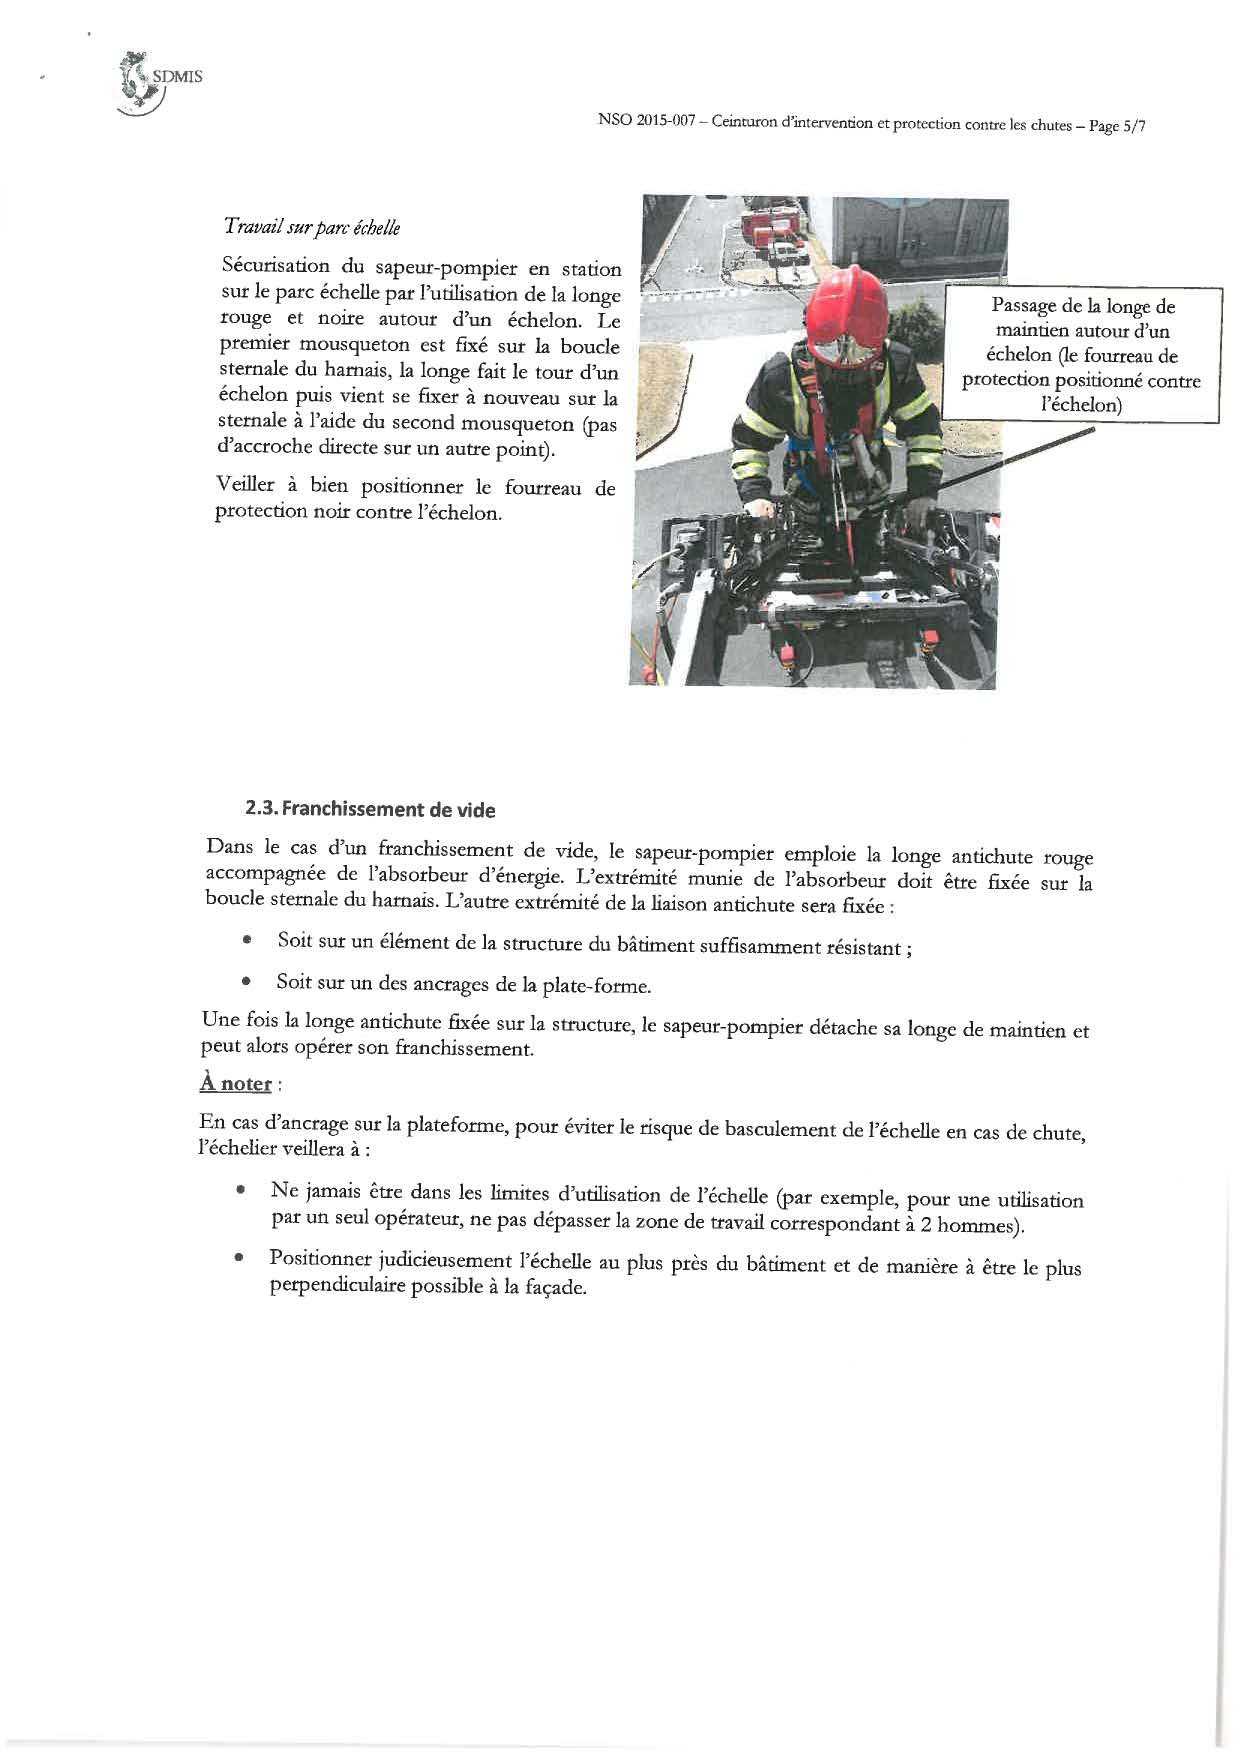 SDMIS
NSO 2015-007 – Ceinturon d'intervention et protection contre les chutes – Page 5/7
Travail sur parc échelle
Sécurisation du sapeur-pompier en station
sur le parc échelle par l'utilisation de la longe
rouge et noire autour d'un échelon. Le
premier mousqueton est fixé sur la boucle
sternale du harnais, la longe fait le tour d'un
échelon puis vient se fixer à nouveau sur la
sternale à l'aide du second mousqueton (pas
d'accroche directe sur un autre point).
Veiller à bien positionner le fourreau de
protection noir contre l'échelon.
Passage de la longe de
maintien autour d'un
échelon (le fourreau de
protection positionné contre
l'échelon)
2.3. Franchissement de vide
Dans le cas d'un franchissement de vide, le sapeur-pompier emploie la longe antichute rouge
accompagnée de l'absorbeur d'énergie. L'extrémité munie de l'absorbeur doit être fixée sur la
boucle sternale du harnais. L'autre extrémité de la liaison antichute sera fixée :
• Soit sur un élément de la structure du bâtiment suffisamment résistant ;
• Soit sur un des ancrages de la plate-forme.
Une fois la longe antichute fixée sur la structure, le sapeur-pompier détache sa longe de maintien et
peut alors opérer son franchissement.
À noter :
En cas d'ancrage sur la plateforme, pour éviter le risque de basculement de l'échelle en cas de chute,
l'échelier veillera à :
• Ne jamais être dans les limites d'utilisation de l'échelle (par exemple, pour une utilisation
par un seul opérateur, ne pas dépasser la zone de travail correspondant à 2 hommes).
• Positionner judicieusement l'échelle au plus près du bâtiment et de manière à être le plus
perpendiculaire possible à la façade.